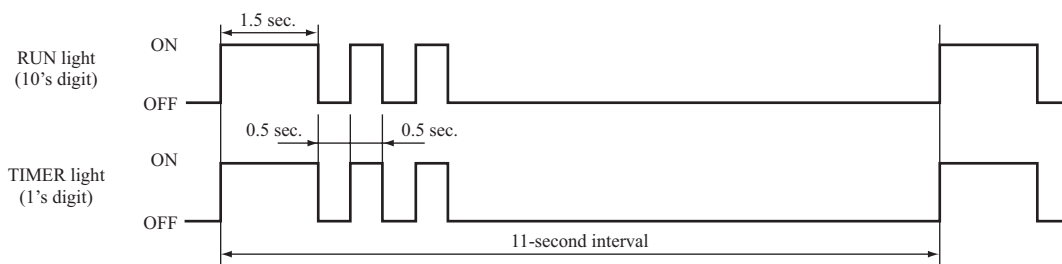 1.5 sec.
RUN light
(10’s digit)
ON
OFF
0.5 sec.
0.5 sec.
TIMER light
(1’s digit)
ON
OFF
11-second interval